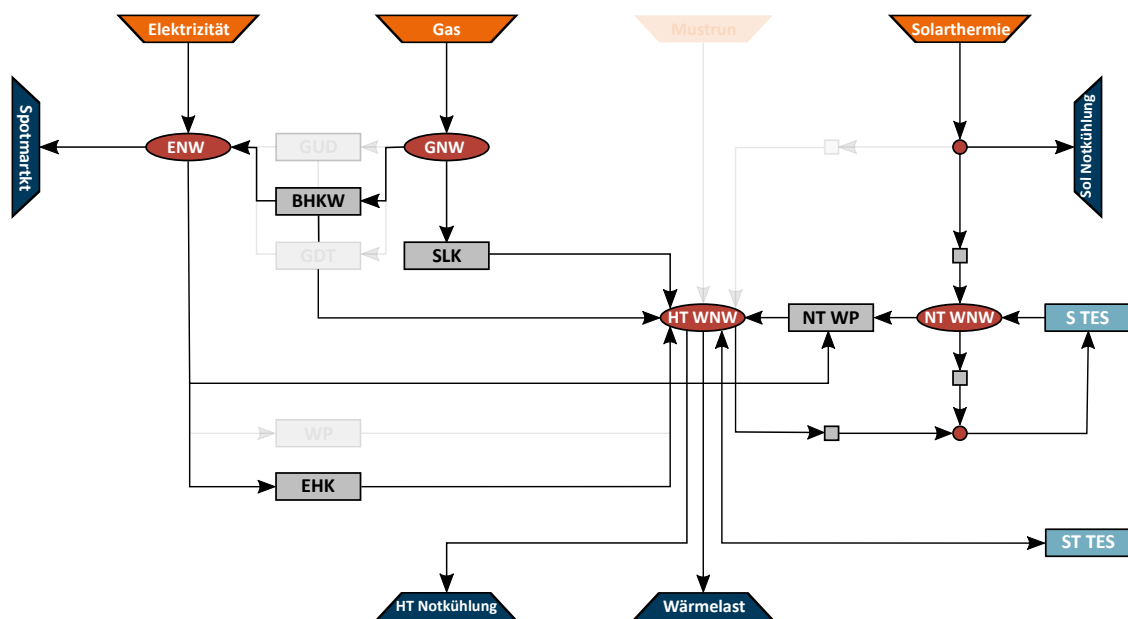 Elektrizität
Gas
Mustrun
Solarthermie
Spotmartkt
ENW
GUD
GNW
Sol Notkühlung
BHKW
GDT
SLK
HT WNW
NT WP
NT WNW
S TES
WP
EHK
ST TES
HT Notkühlung
Wärmelast